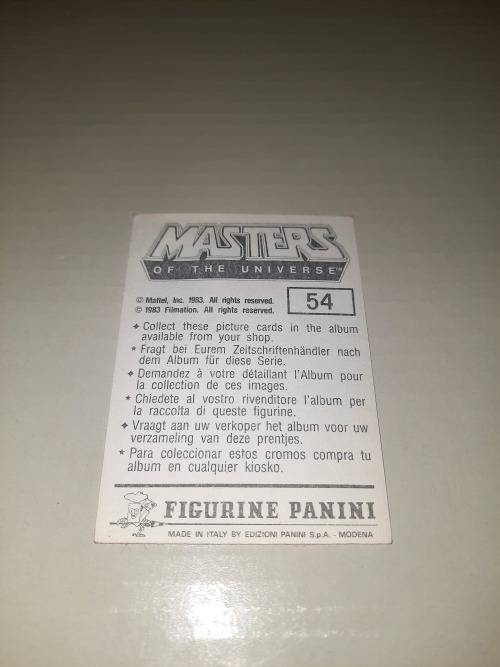 MASTERS
OF THE UNIVERSE™
© Mattel, Inc. 1983. All rights reserved.
© 1983 Filmation. All rights reserved.
54
✦ Collect these picture cards in the album
available from your shop.
★ Fragt bei Eurem Zeitschriftenhändler nach
dem Album für diese Serie.
✦ Demandez à votre détaillant l'Album pour
la collection de ces images.
★ Chiedete al vostro rivenditore l'album per
la raccolta di queste figurine.
✦ Vraagt aan uw verkoper het album voor uw
verzameling van deze prentjes.
★ Para coleccionar estos cromos compra tu
album en cualquier kiosko.
FIGURINE PANINI
MADE IN ITALY BY EDIZIONI PANINI S.p.A. - MODENA